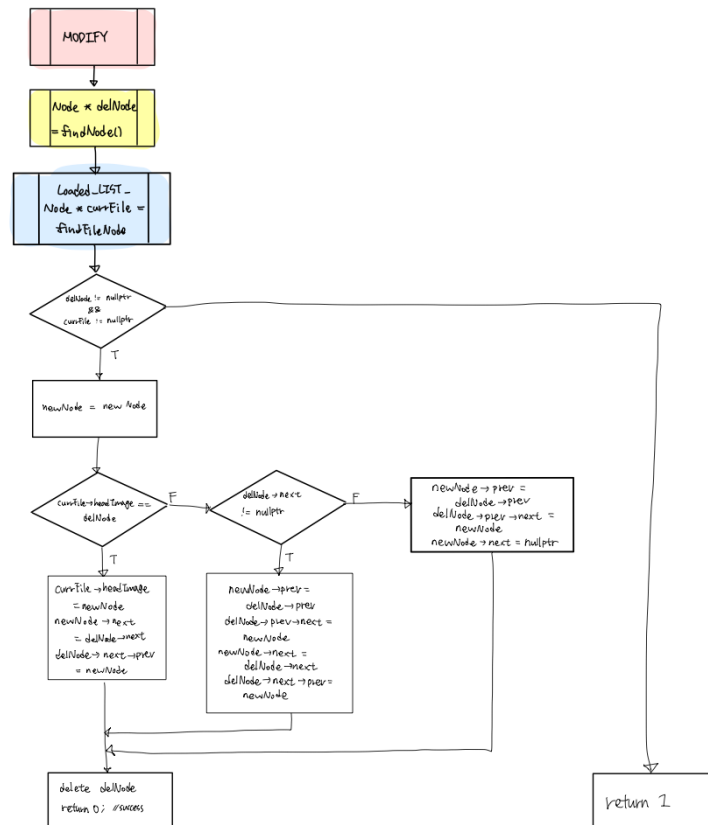 MODIFY
Node * delNode
= findNode()
Loaded_LIST_
Node * currFile =
findFileNode
delNode != nullptr
&&
currFile != nullptr
T
newNode = new Node
currFile→headImage ==
delNode
F
delNode→next
!= nullptr
F
newNode→prev =
delNode→prev
delNode→prev→next =
newNode
newNode→next = nullptr
T
T
currFile→headImage
= newNode
newNode→next
= delNode→next
delNode→next→prev
= newNode
newNode→prev =
delNode→prev
delNode→prev→next =
newNode
newNode→next =
delNode→next
delNode→next→prev =
newNode
delete delNode
return 0; //success
return 1